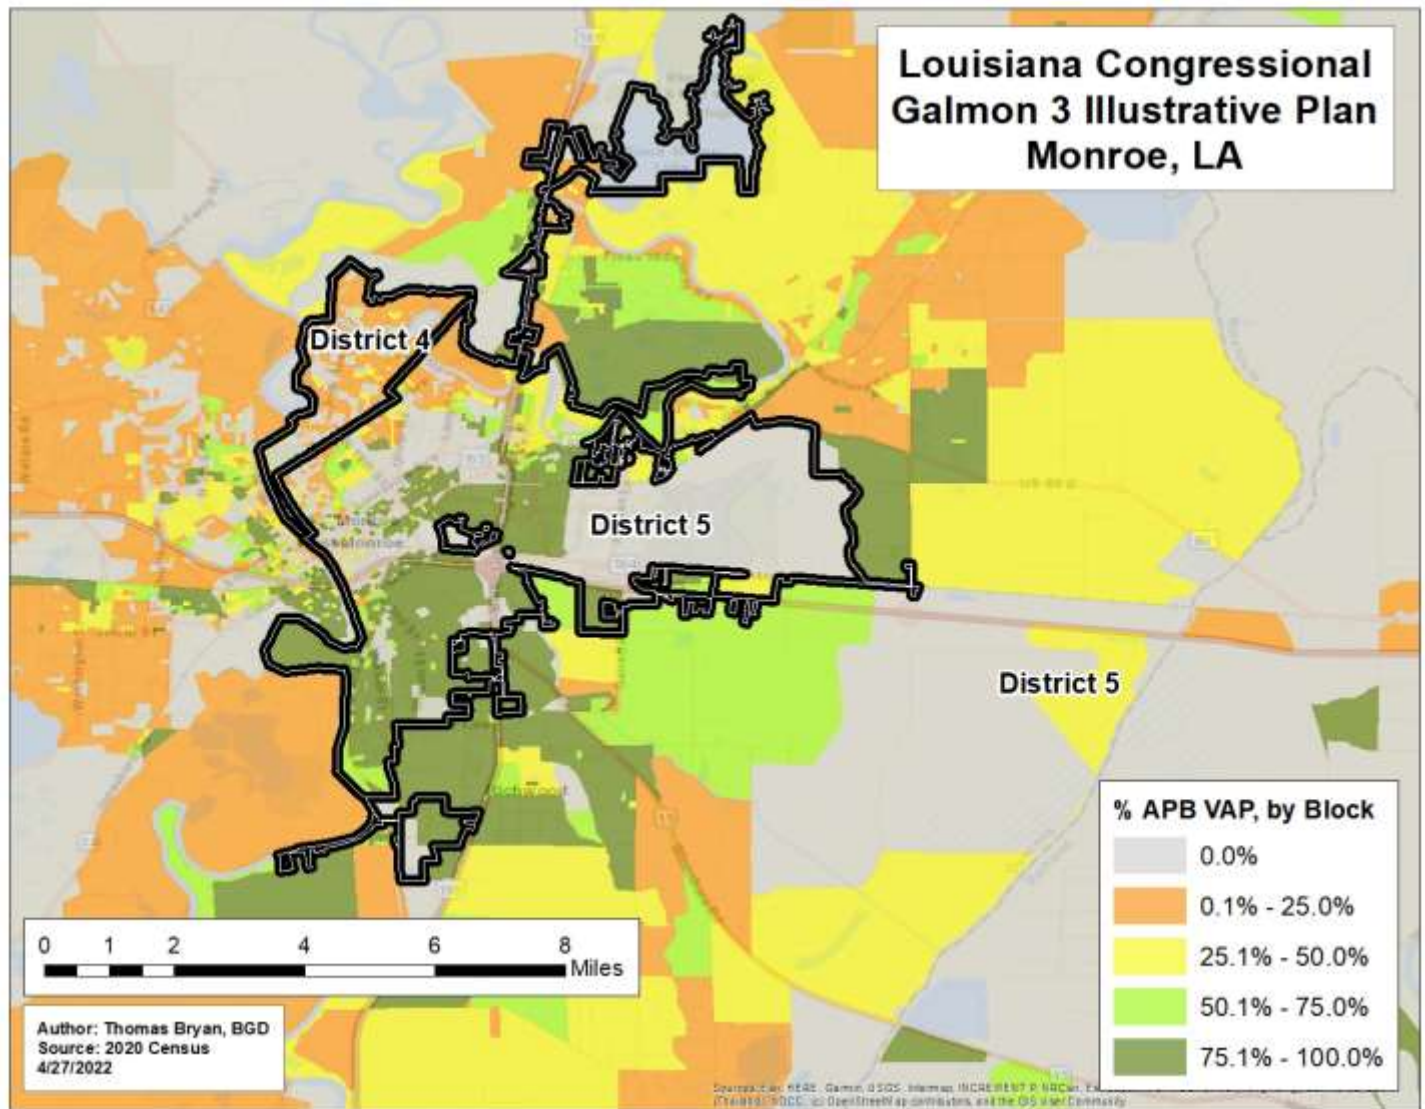 Louisiana Congressional
Galmon 3 Illustrative Plan
Monroe, LA
District 4
District 5
District 5
% APB VAP, by Block
0.0%
0.1% - 25.0%
25.1% - 50.0%
50.1% - 75.0%
75.1% - 100.0%
0 1 2 4 6 8
Miles
Author: Thomas Bryan, BGD
Source: 2020 Census
4/27/2022